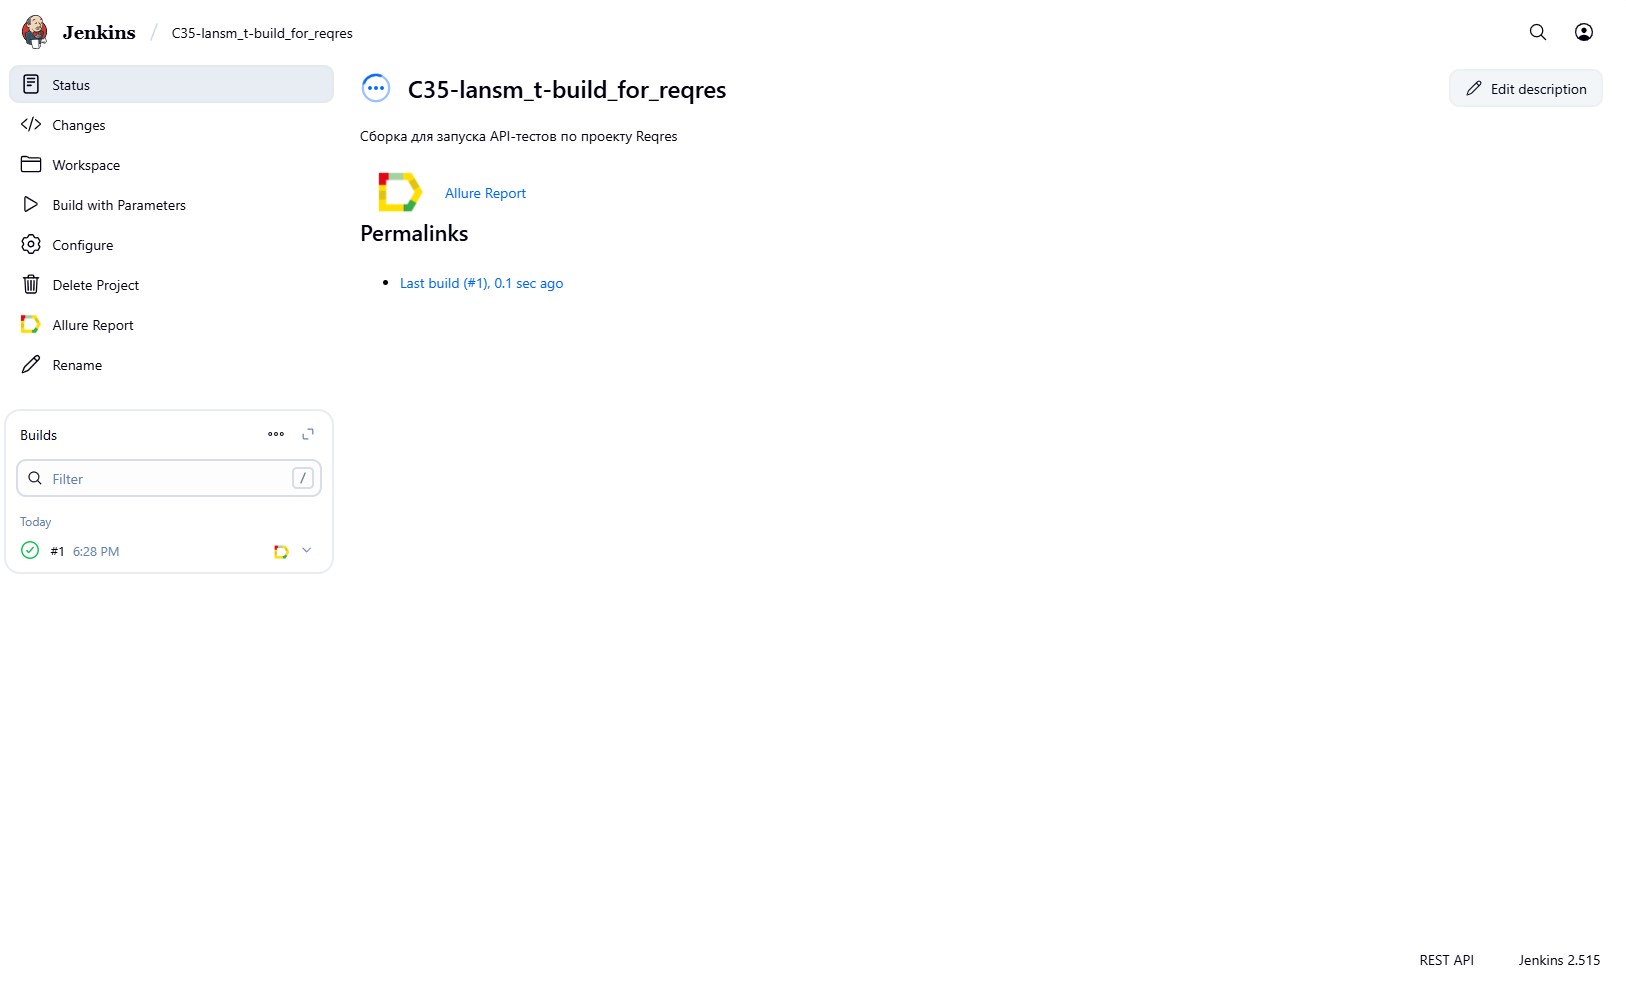 Jenkins / C35-lansm_t-build_for_reqres
Status
Changes
Workspace
Build with Parameters
Configure
Delete Project
Allure Report
Rename
Builds
Filter /
Today
#1 6:28 PM
C35-lansm_t-build_for_reqres
Edit description
Сборка для запуска API-тестов по проекту Reqres
Allure Report
Permalinks
Last build (#1), 0.1 sec ago
REST API
Jenkins 2.515